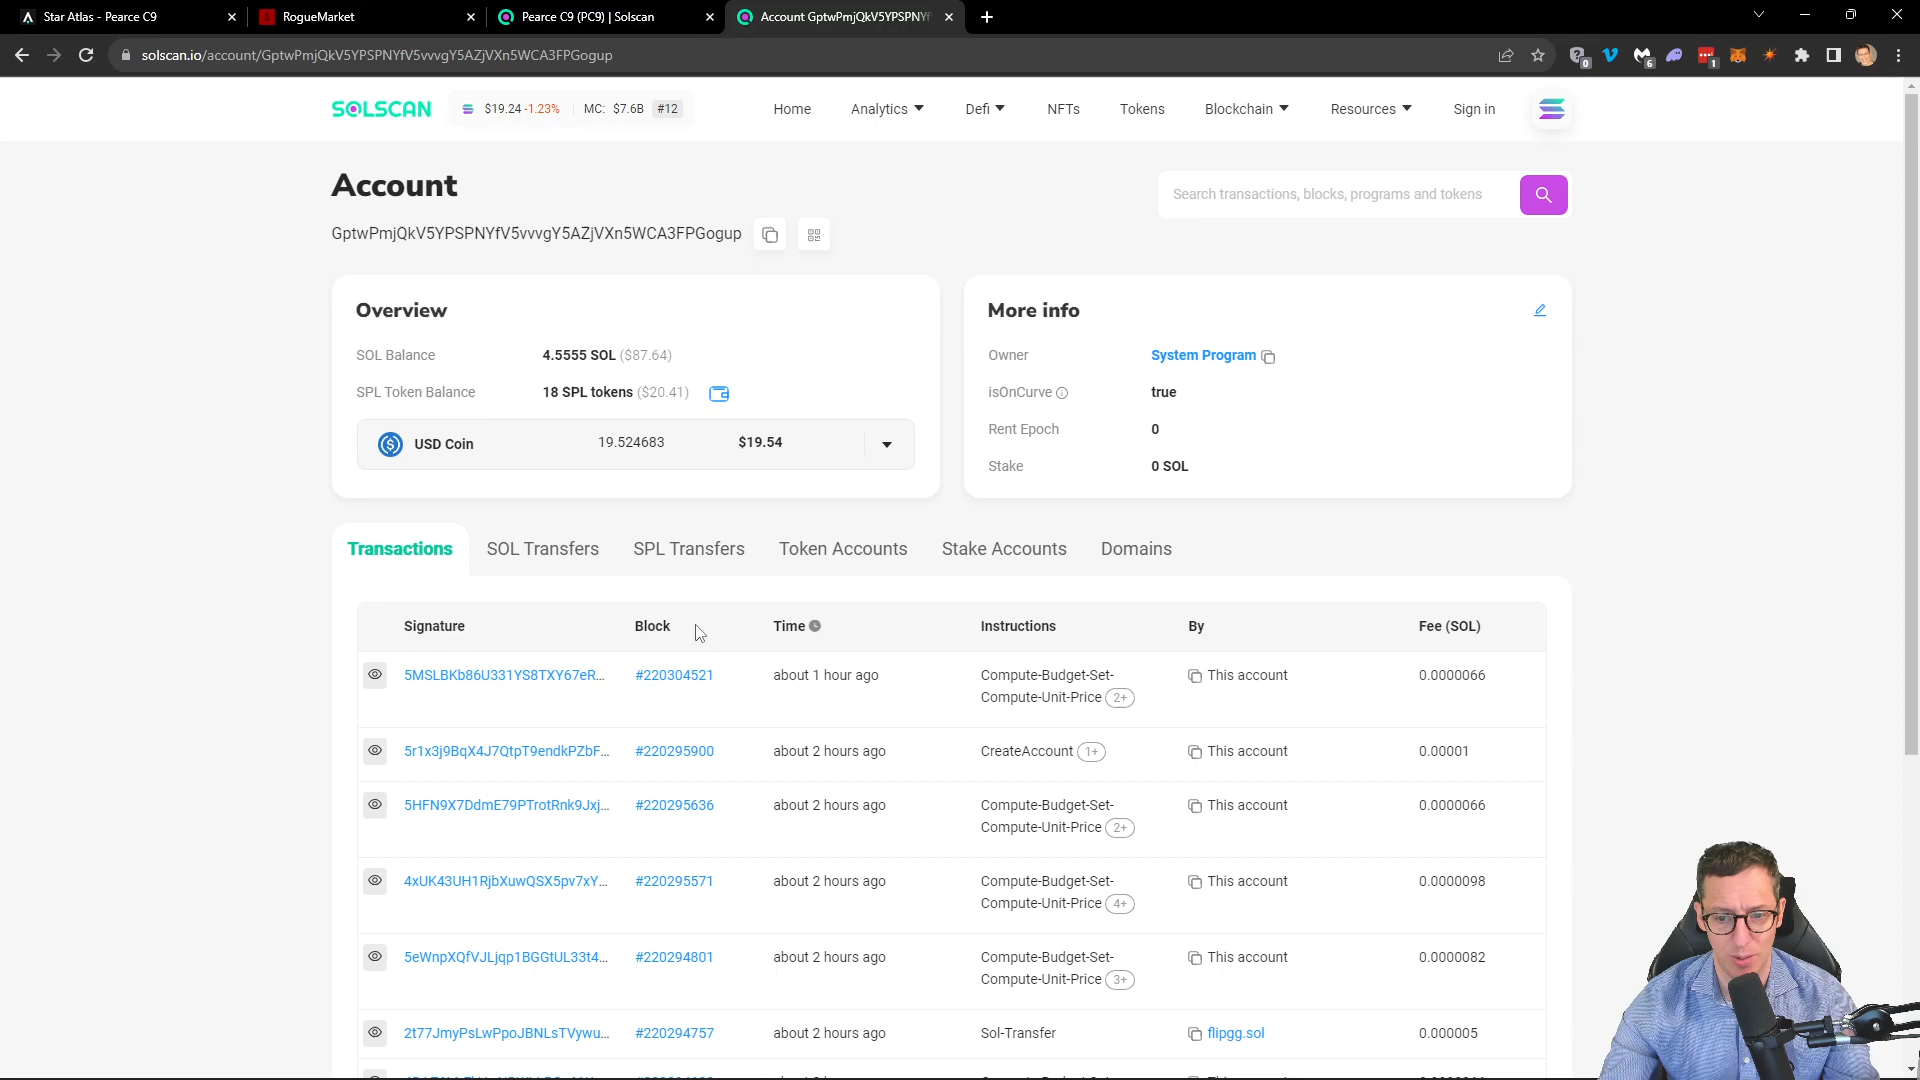 Star Atlas - Pearce C9
RogueMarket
Pearce C9 (PC9) | Solscan
Account GptwPmjQkV5YPSPNYf
solscan.io/account/GptwPmjQkV5YPSPNYfV5vvvgY5AZjVXn5WCA3FPGogup
0
6
1
SOLSCAN
$19.24 -1.23%
MC: $7.6B #12
Home
Analytics
Defi
NFTs
Tokens
Blockchain
Resources
Sign in
Account
Search transactions, blocks, programs and tokens
GptwPmjQkV5YPSPNYfV5vvvgY5AZjVXn5WCA3FPGogup
Overview
SOL Balance 4.5555 SOL ($87.64)
SPL Token Balance 18 SPL tokens ($20.41)
USD Coin 19.524683 $19.54
More info
Owner System Program
isOnCurve true
Rent Epoch 0
Stake 0 SOL
Transactions SOL Transfers SPL Transfers Token Accounts Stake Accounts Domains
Signature Block Time Instructions By Fee (SOL)
5MSLBKb86U331YS8TXY67eR... #220304521 about 1 hour ago Compute-Budget-Set- This account 0.0000066
Compute-Unit-Price 2+
5r1x3j9BqX4J7QtpT9endkPZbF... #220295900 about 2 hours ago CreateAccount 1+ This account 0.00001
5HFN9X7DdmE79PTrotRnk9Jxj... #220295636 about 2 hours ago Compute-Budget-Set- This account 0.0000066
Compute-Unit-Price 2+
4xUK43UH1RjbXuwQSX5pv7xY... #220295571 about 2 hours ago Compute-Budget-Set- This account 0.0000098
Compute-Unit-Price 4+
5eWnpXQfVJLjqp1BGGtUL33t4... #220294801 about 2 hours ago Compute-Budget-Set- This account 0.0000082
Compute-Unit-Price 3+
2t77JmyPsLwPpoJBNLsTVywu... #220294757 about 2 hours ago Sol-Transfer flipgg.sol 0.000005